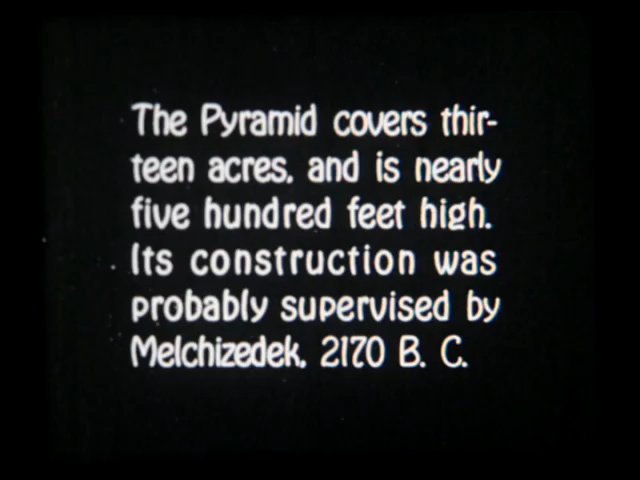 The Pyramid covers thir-
teen acres, and is nearly
five hundred feet high.
Its construction was
probably supervised by
Melchizedek, 2170 B. C.